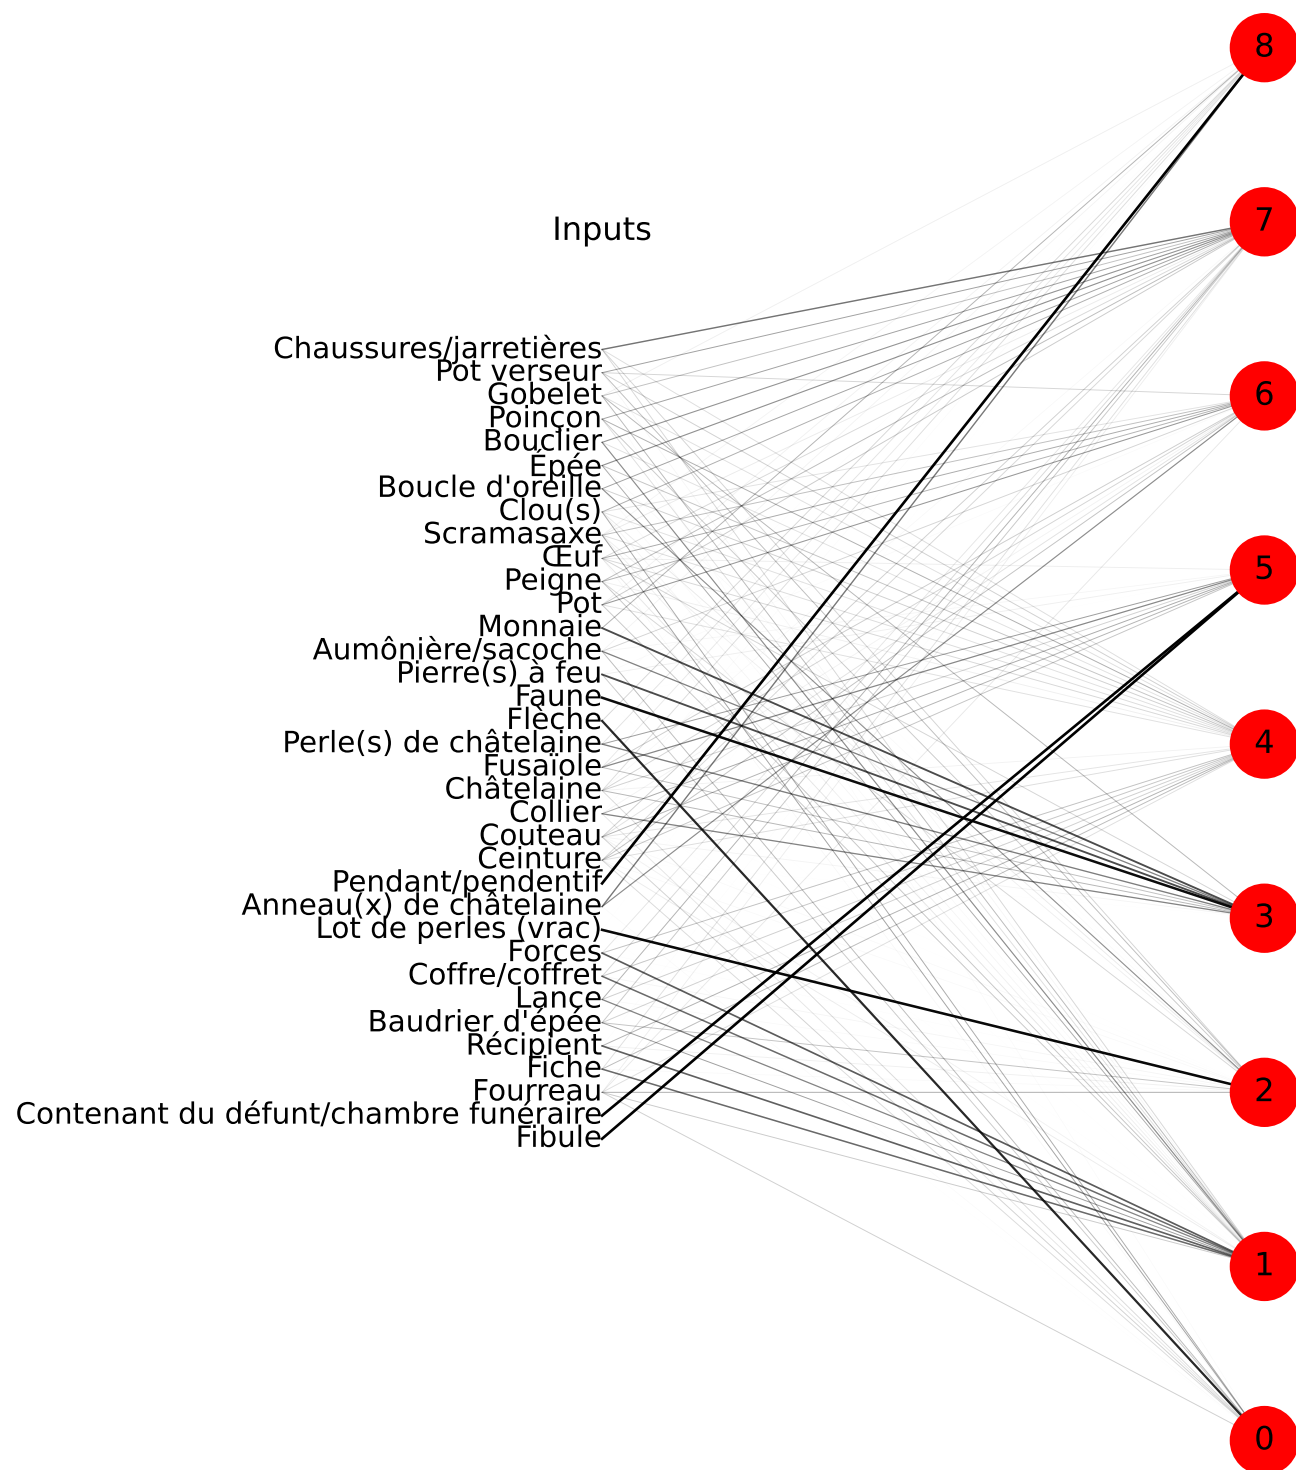 8
7
Inputs
Chaussures/jarretières
Pot verseur
6
Gobelet
Poinçon
Bouclier
Épée
Boucle d'oreille
Clou(s)
Scramasaxe
Œuf
5
Peigne
Pot
Monnaie
Aumônière/sacoche
Pierre(s) à feu
Faune
Flèche
4
Perle(s) de châtelaine
Fusaïole
Châtelaine
Collier
Couteau
Ceinture
Pendant/pendentif
Anneau(x) de châtelaine
3
Lot de perles (vrac)
Forces
Coffre/coffret
Lance
Baudrier d'épée
Récipient
Fiche
Fourreau
2
Contenant du défunt/chambre funéraire
Fibule
1
0